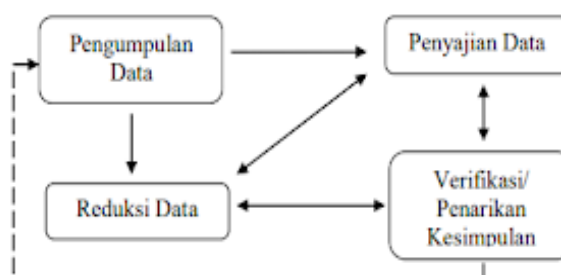 Pengumpulan
Data
Penyajian Data
Reduksi Data
Verifikasi/
Penarikan
Kesimpulan